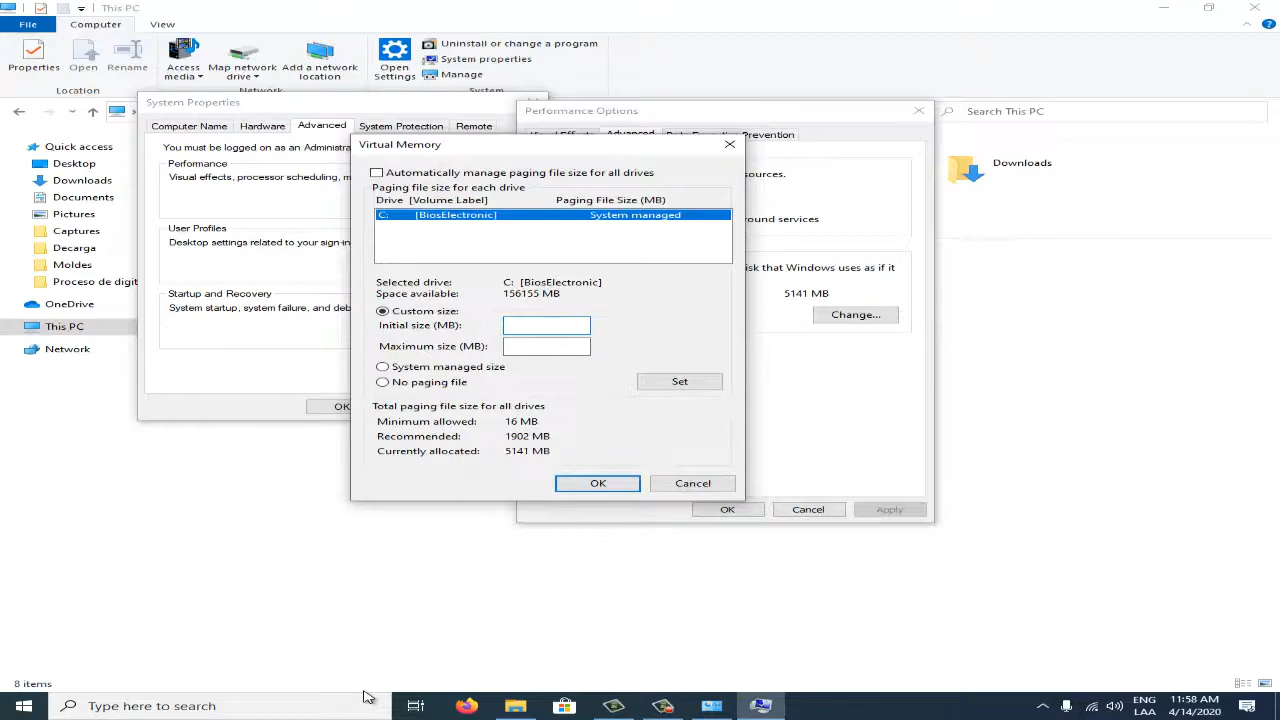 This PC
File Computer View
Properties Open Rename Access media Map network drive Add a network location Open Settings Uninstall or change a program
System properties
Manage
Location Network System
Search This PC
Quick access
Desktop
Downloads
Documents
Pictures
Captures
Decarga
Moldes
Proceso de digit
OneDrive
This PC
Network
Downloads
System Properties
Computer Name Hardware Advanced System Protection Remote
You must be logged on as an Administra
Performance
Visual effects, processor scheduling, m
User Profiles
Desktop settings related to your sign-in
Startup and Recovery
System startup, system failure, and deb
OK
Performance Options
Advanced Prevention
sources.
ound services
isk that Windows uses as if it
5141 MB
Change...
OK Cancel Apply
Virtual Memory
Automatically manage paging file size for all drives
Paging file size for each drive
Drive [Volume Label] Paging File Size (MB)
C: [BiosElectronic] System managed
Selected drive: C: [BiosElectronic]
Space available: 156155 MB
Custom size:
Initial size (MB):
Maximum size (MB):
System managed size
No paging file
Set
Total paging file size for all drives
Minimum allowed: 16 MB
Recommended: 1902 MB
Currently allocated: 5141 MB
OK Cancel
8 items
Type here to search
ENG
LAA
11:58 AM
4/14/2020